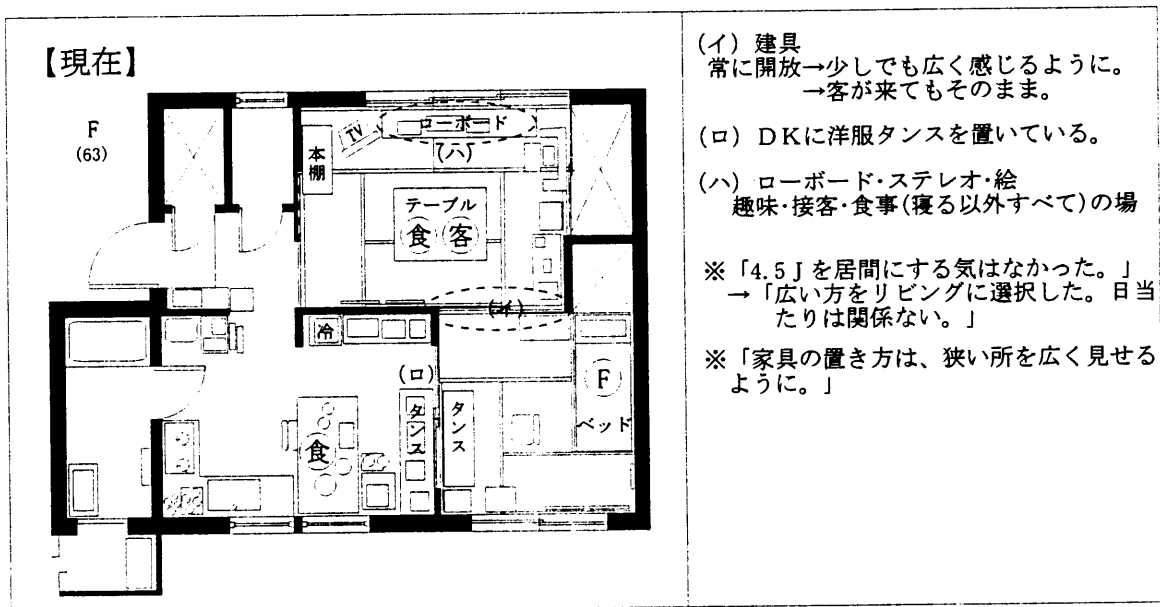 【現在】
F
(63)
本棚
TV
ローボード
(ハ)
テーブル
食 客
(イ)
冷
(ロ)
タンス
食
タンス
F
ベッド
(イ) 建具
常に開放→少しでも広く感じるように。
→客が来てもそのまま。
(ロ) DKに洋服タンスを置いている。
(ハ) ローボード・ステレオ・絵
趣味・接客・食事(寝る以外すべて)の場
※「4.5Jを居間にする気はなかった。」
→「広い方をリビングに選択した。日当
たりは関係ない。」
※「家具の置き方は、狭い所を広く見せる
ように。」